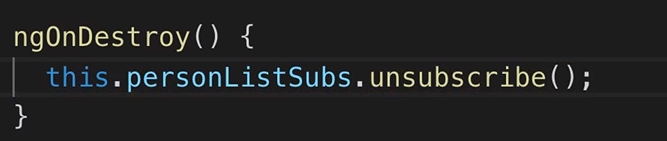 ngOnDestroy() {
  this.personListSubs.unsubscribe();
}